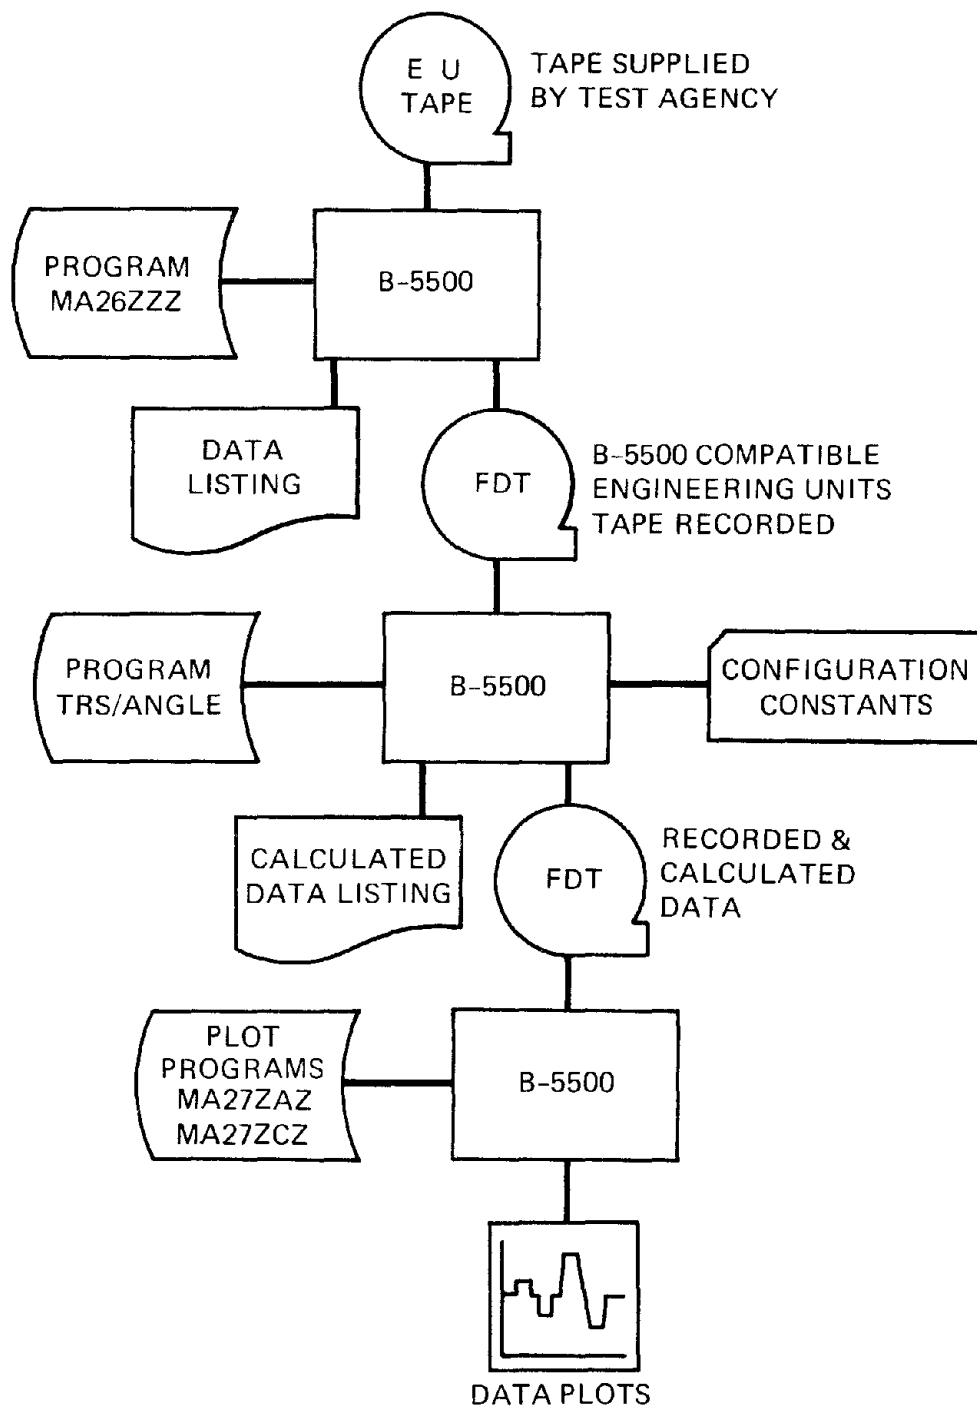 E U
TAPE
TAPE SUPPLIED
BY TEST AGENCY
PROGRAM
MA26ZZZ
B-5500
DATA
LISTING
FDT
B-5500 COMPATIBLE
ENGINEERING UNITS
TAPE RECORDED
PROGRAM
TRS/ANGLE
B-5500
CONFIGURATION
CONSTANTS
CALCULATED
DATA LISTING
FDT
RECORDED &
CALCULATED
DATA
PLOT
PROGRAMS
MA27ZAZ
MA27ZCZ
B-5500
DATA PLOTS